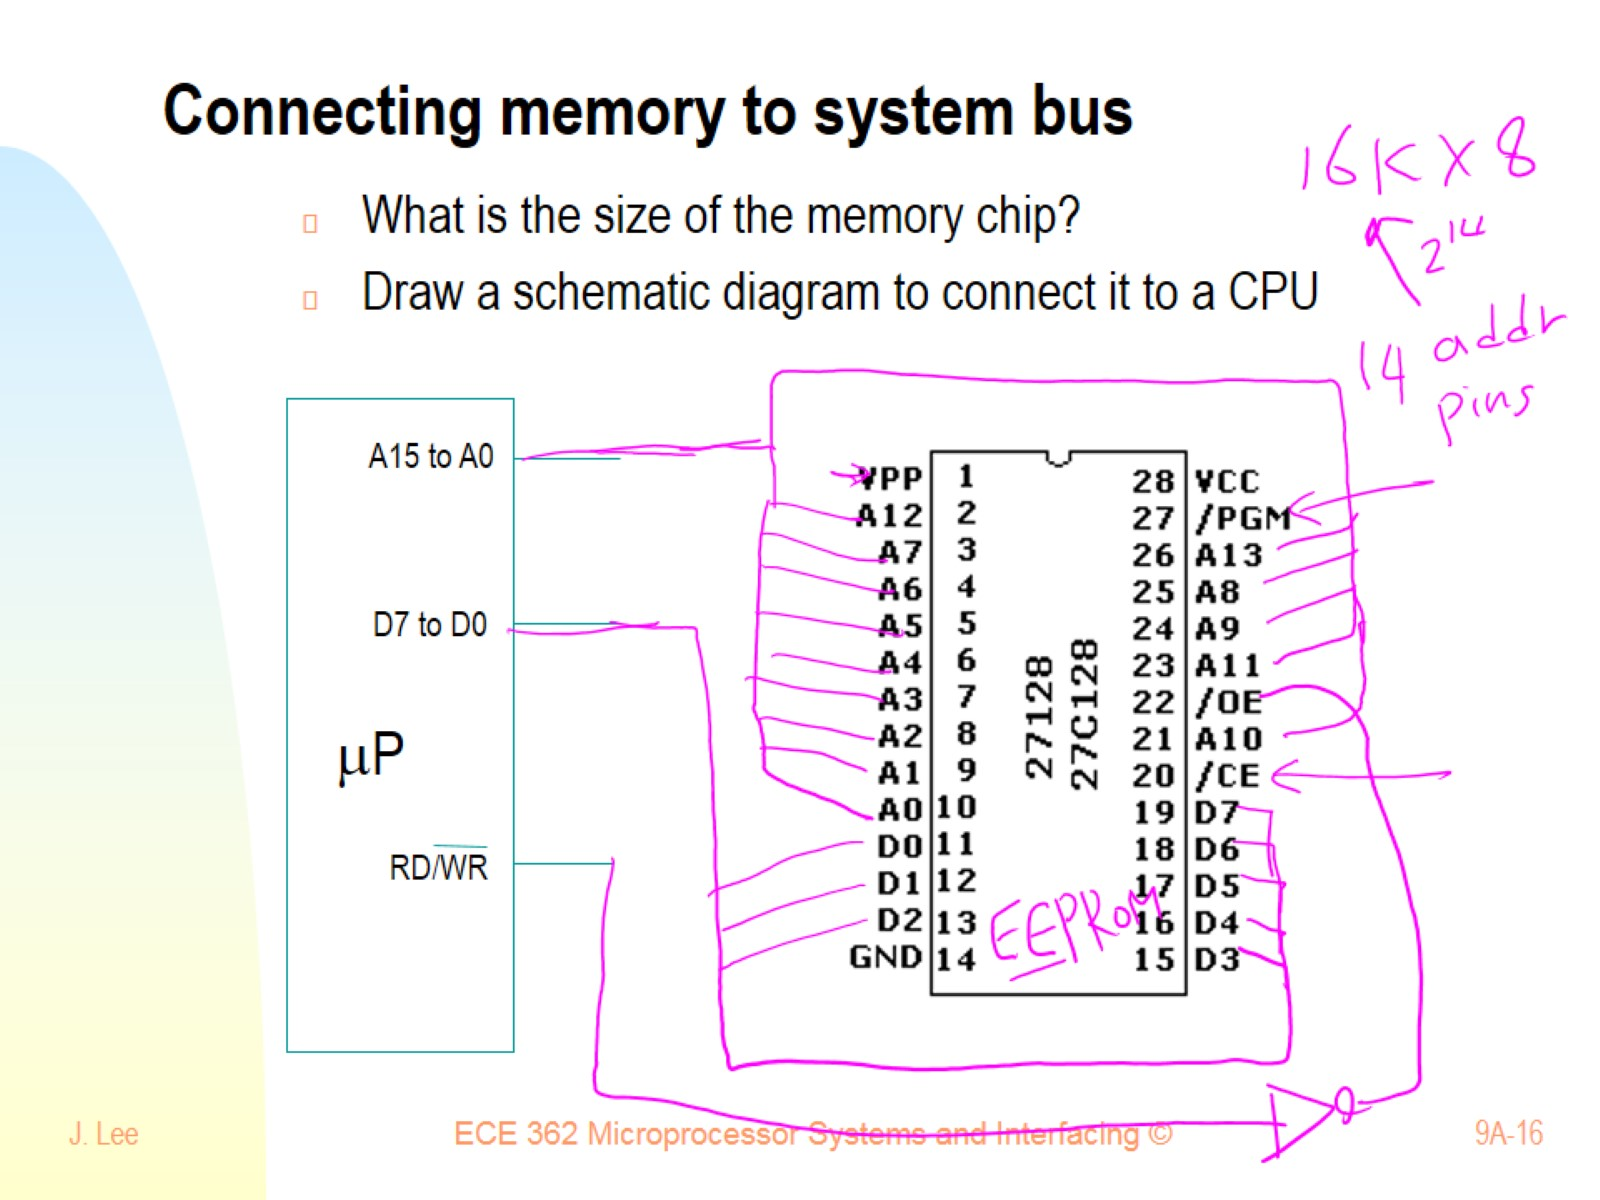 Connecting memory to system bus
16K X 8
What is the size of the memory chip?
2^14
Draw a schematic diagram to connect it to a CPU
14 addr
pins
A15 to A0
D7 to D0
μP
RD/W̅R̅
VPP 1 28 VCC
A12 2 27 /PGM
A7 3 26 A13
A6 4 25 A8
A5 5 24 A9
A4 6 23 A11
A3 7 22 /OE
A2 8 21 A10
A1 9 20 /CE
A0 10 19 D7
D0 11 18 D6
D1 12 17 D5
D2 13 16 D4
GND 14 15 D3
27128
27C128
EEPROM
J. Lee
ECE 362 Microprocessor Systems and Interfacing ©
9A-16